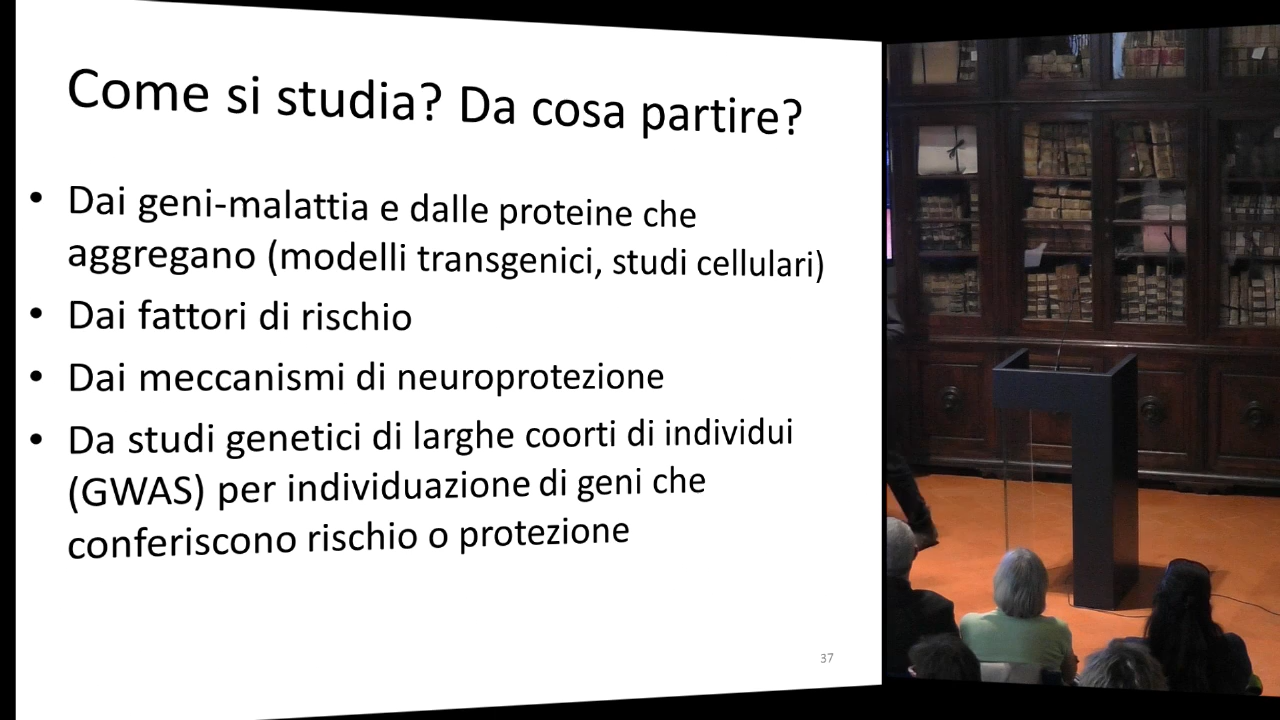 Come si studia? Da cosa partire?
• Dai geni-malattia e dalle proteine che
aggregano (modelli transgenici, studi cellulari)
• Dai fattori di rischio
• Dai meccanismi di neuroprotezione
• Da studi genetici di larghe coorti di individui
(GWAS) per individuazione di geni che
conferiscono rischio o protezione
37